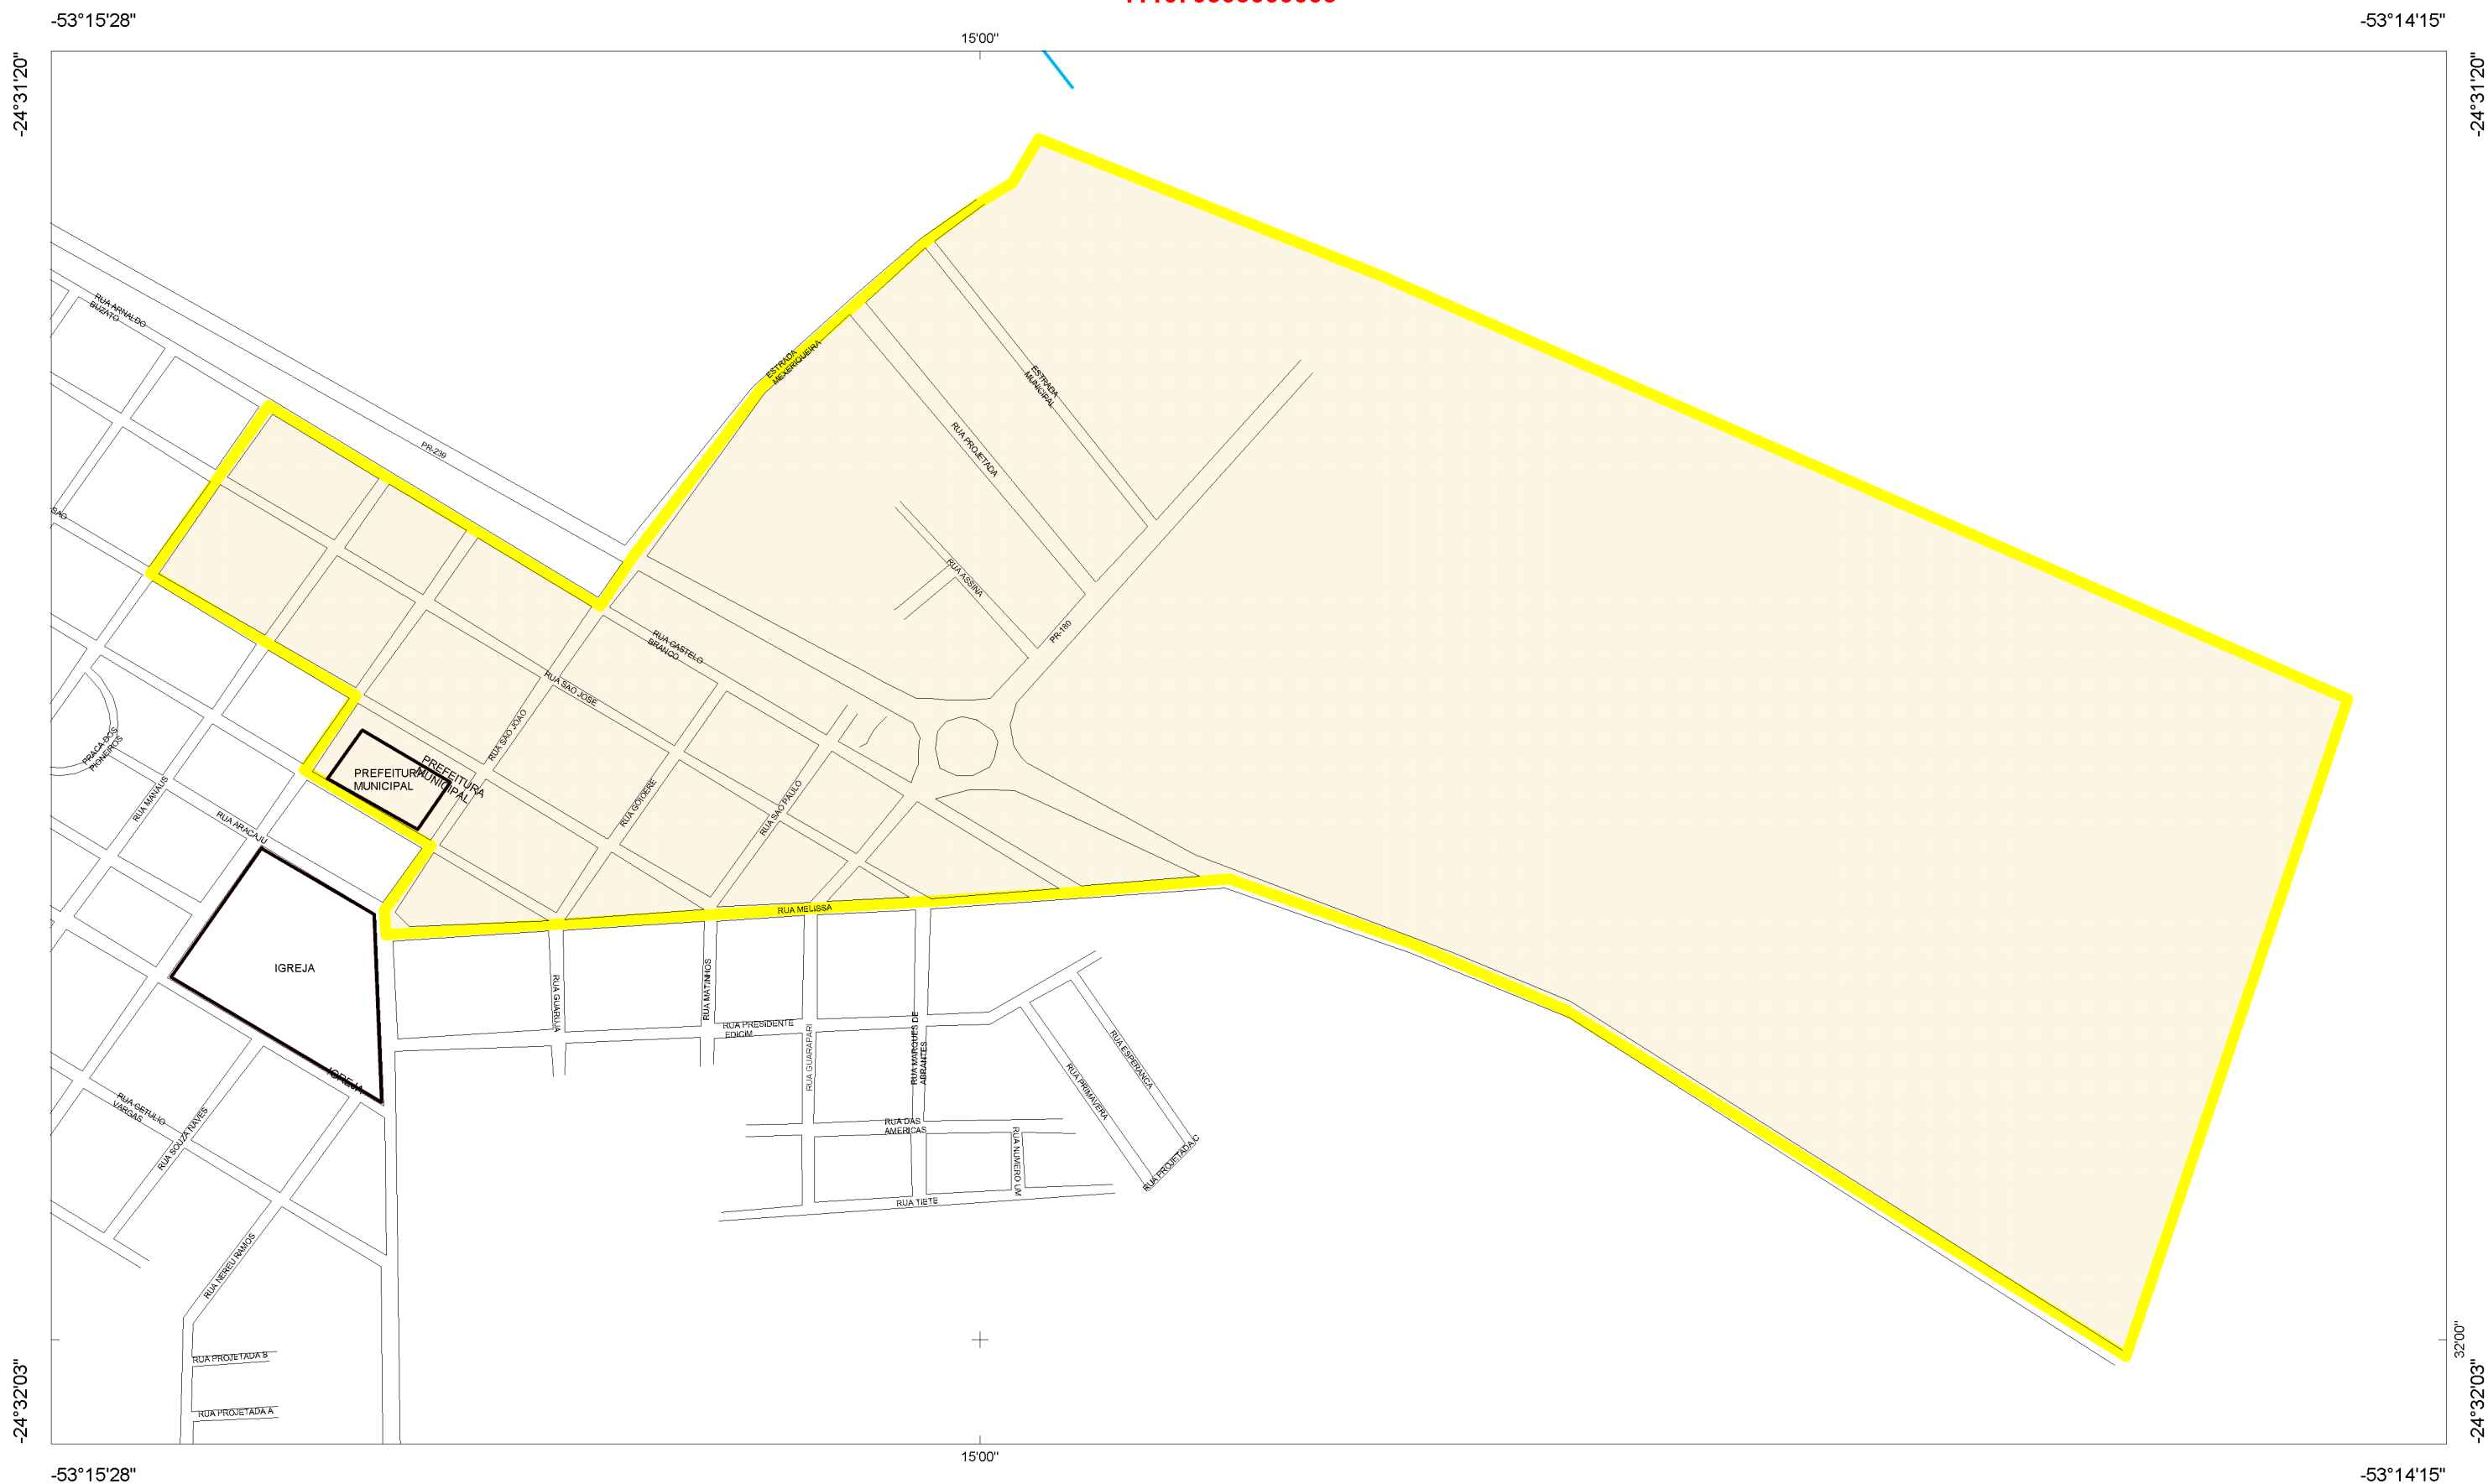 -53°15'28"
-53°14'15"
15'00"
-24°31'20"
-24°31'20"
RUA ARNALDO
BUZATO
PR-239
ESTRADA
MEXERIQUEIRA
ESTRADA
MUNICIPAL
RUA PROJETADA
SAO
RUA ASSINA
PR-180
RUA CASTELO
BRANCO
RUA SAO JOSE
RUA SAO JOAO
PRACA DOS
PIONEIROS
PREFEITURA
MUNICIPAL
PREFEITURA
MUNICIPAL
RUA MANAUS
RUA GOIOERE
RUA SAO PAULO
RUA ARACAJU
RUA MELISSA
IGREJA
RUA GUARUJA
RUA MATINHOS
RUA PRESIDENTE
EDICIM
RUA GUARAPARI
RUA MARQUES DE
ABRANTES
RUA ESPERANCA
RUA PRIMAVERA
IGREJA
RUA GETULIO
VARGAS
RUA SOUZA NAVES
RUA DAS
AMERICAS
RUA NUMERO UM
RUA PROJETADA C
RUA TIETE
RUA NEREU RAMOS
RUA PROJETADA B
RUA PROJETADA A
32'00"
-24°32'03"
-24°32'03"
15'00"
-53°15'28"
-53°14'15"